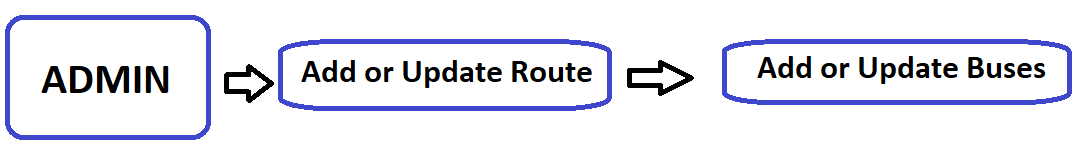 ADMIN
Add or Update Route
Add or Update Buses